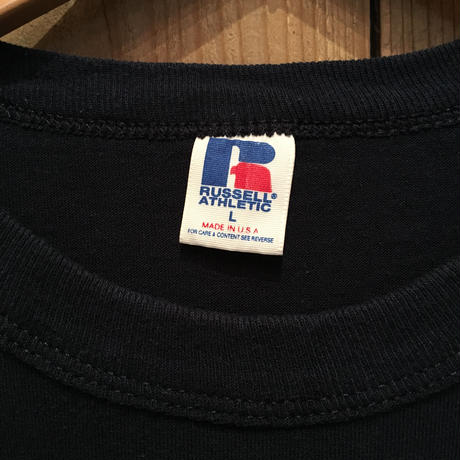 R
RUSSELL®
ATHLETIC
L
MADE IN U.S.A
FOR CARE & CONTENT SEE REVERSE